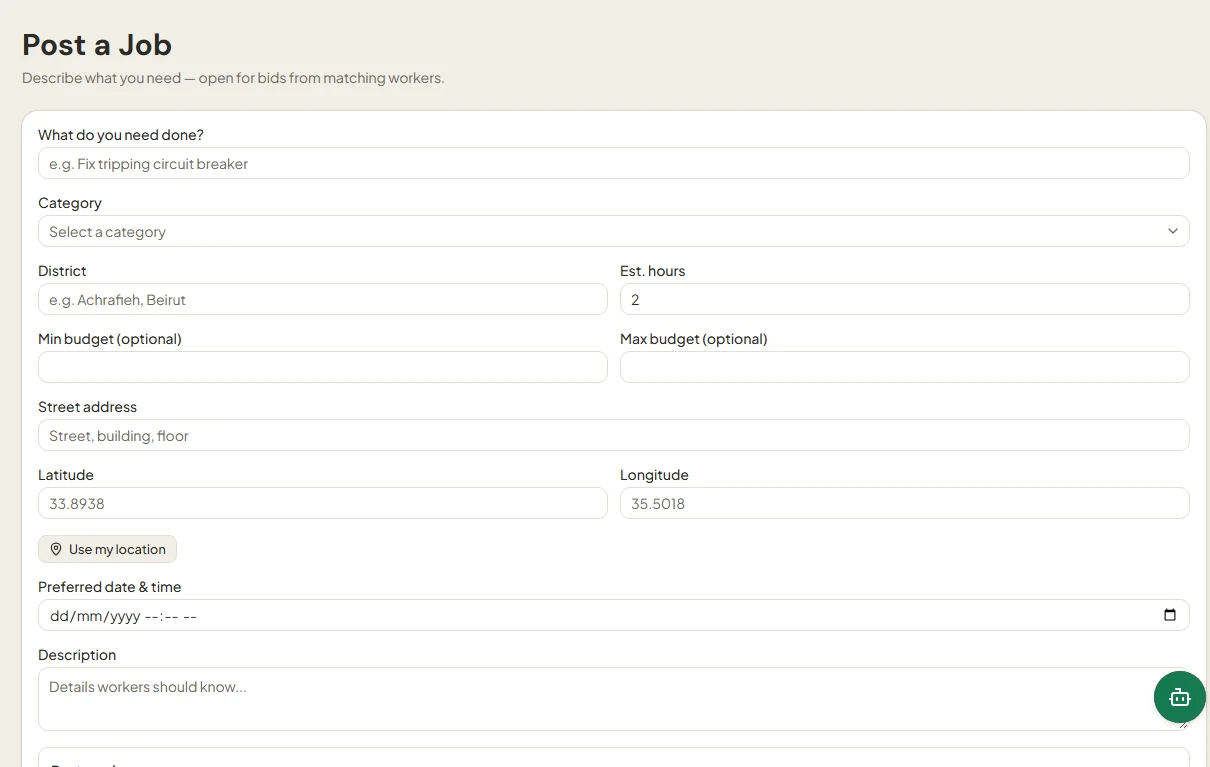 Post a Job
Describe what you need — open for bids from matching workers.
What do you need done?
e.g. Fix tripping circuit breaker
Category
Select a category
District
Est. hours
e.g. Achrafieh, Beirut
2
Min budget (optional)
Max budget (optional)
Street address
Street, building, floor
Latitude
Longitude
33.8938
35.5018
Use my location
Preferred date & time
dd/mm/yyyy --:-- --
Description
Details workers should know...